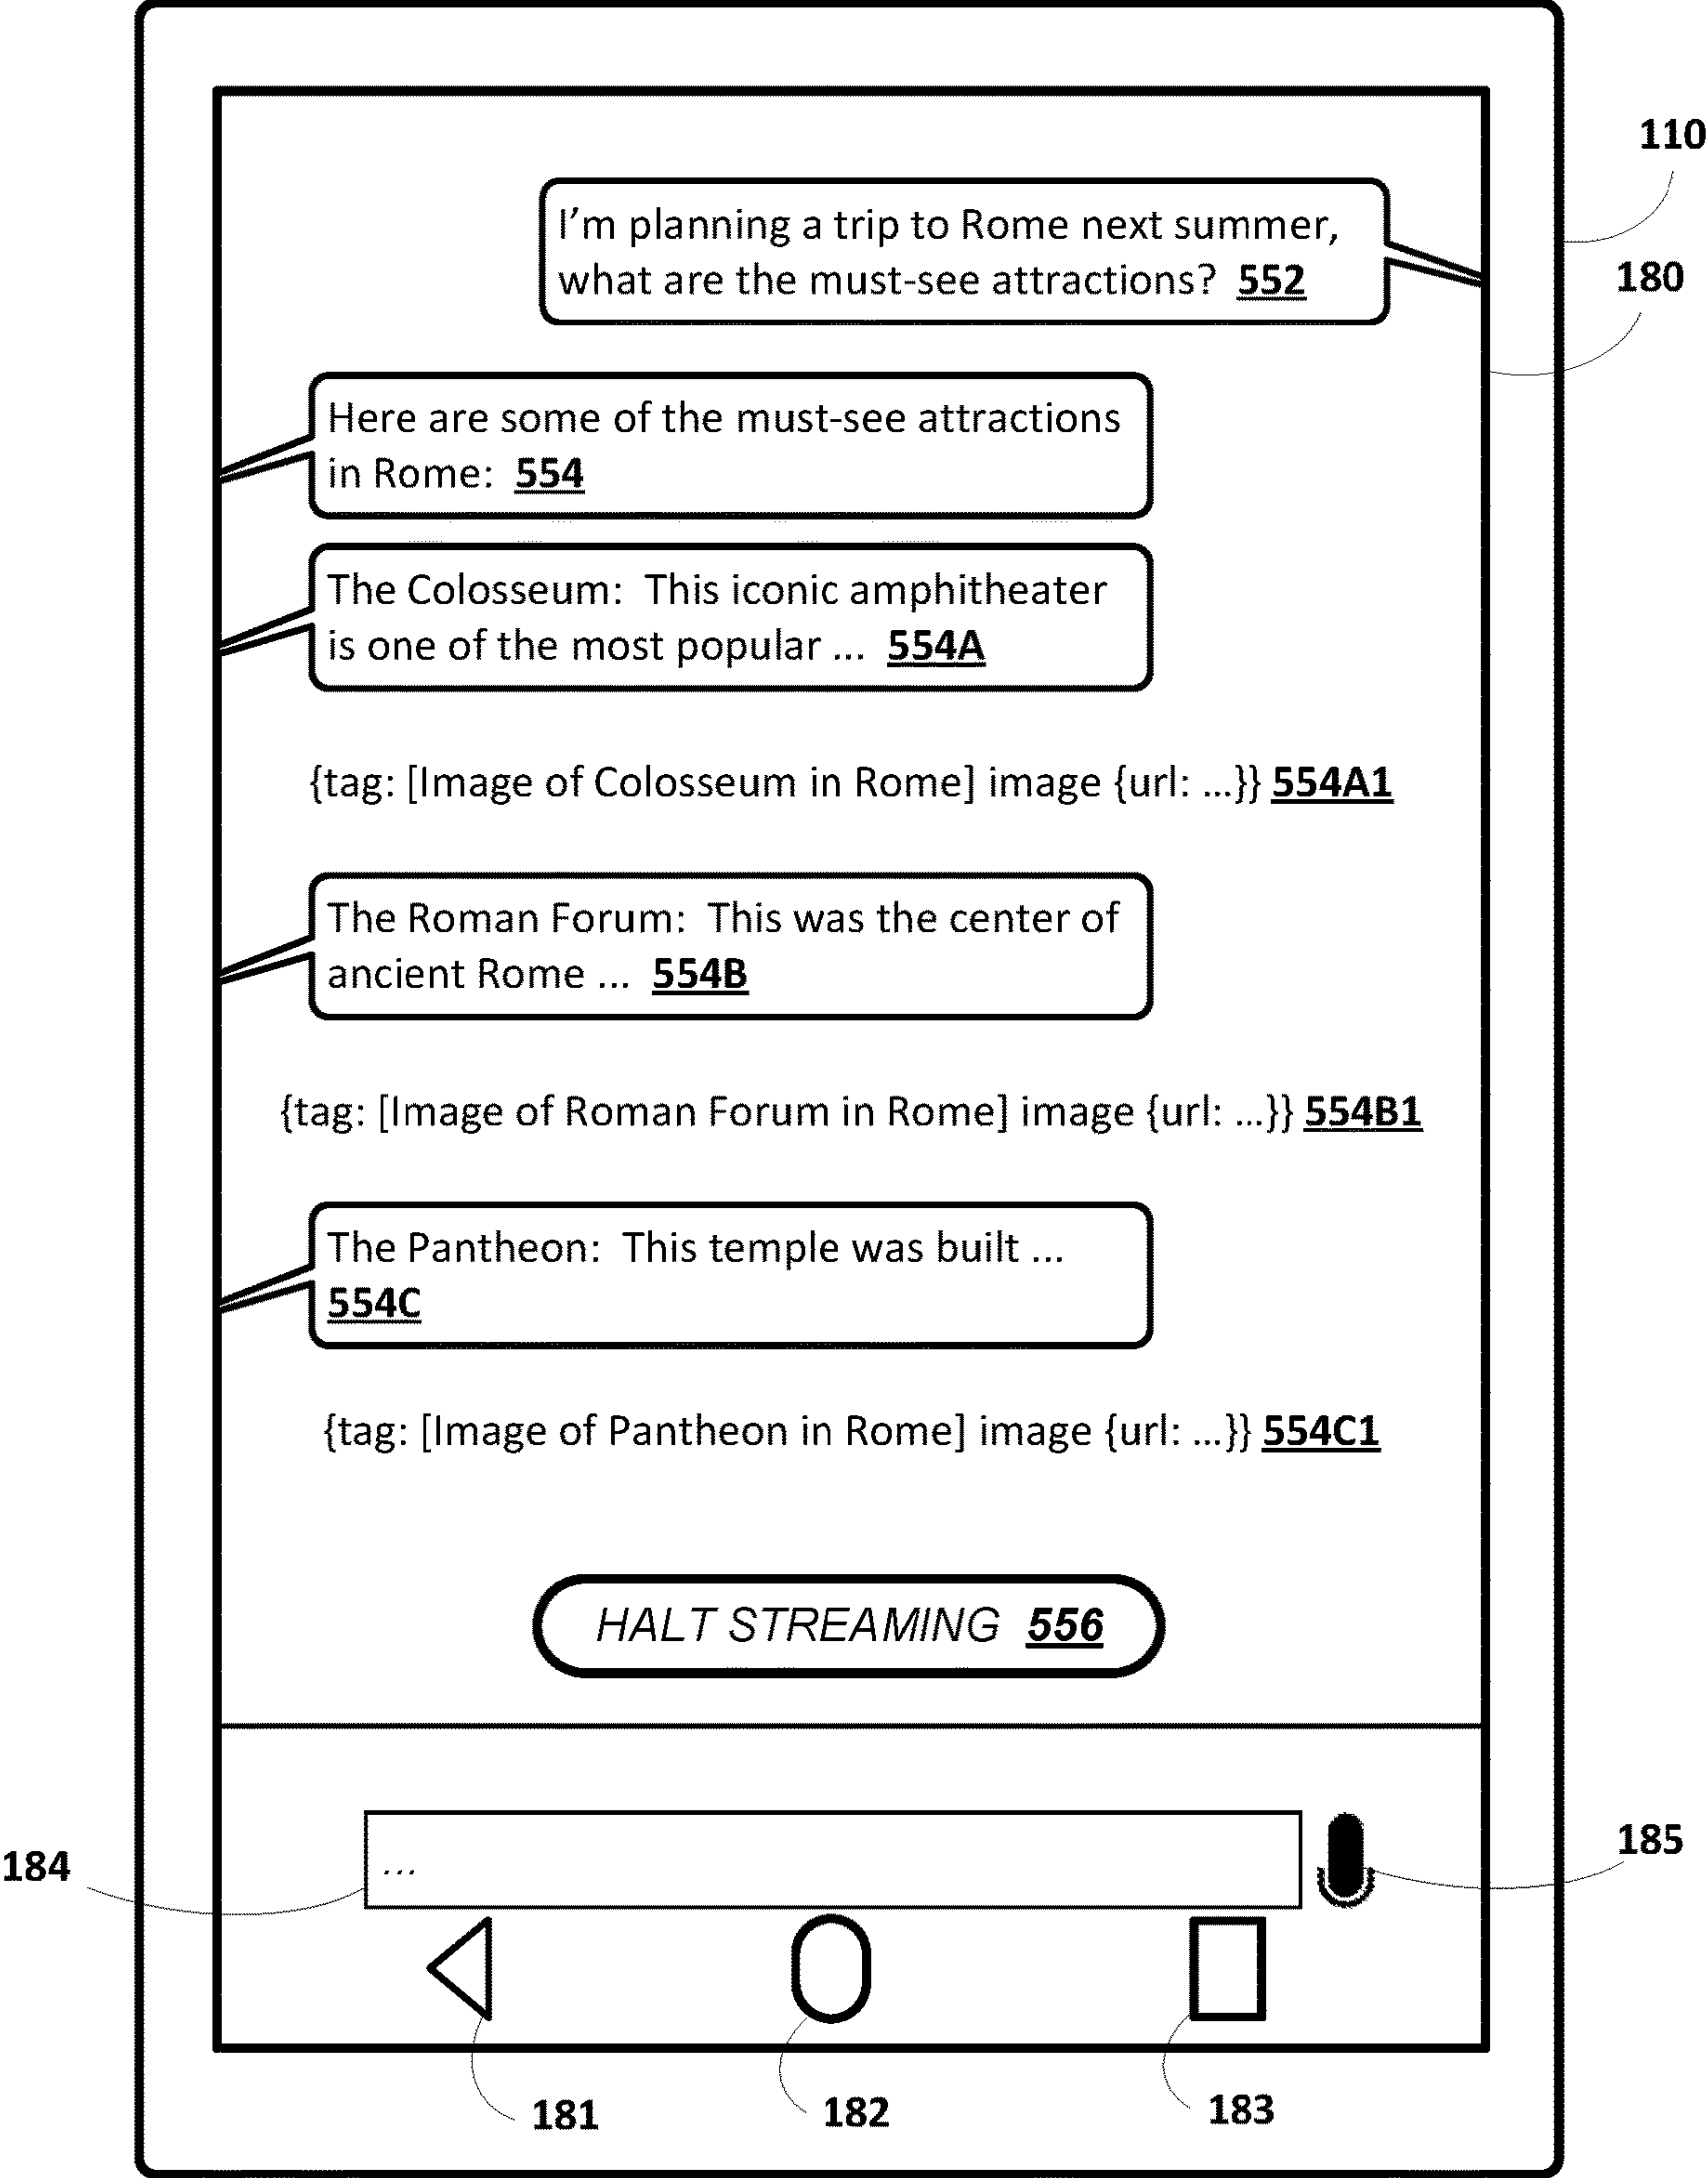 110
I'm planning a trip to Rome next summer,
what are the must-see attractions? 552
180
Here are some of the must-see attractions
in Rome: 554
The Colosseum: This iconic amphitheater
is one of the most popular ... 554A
{tag: [Image of Colosseum in Rome] image {url: ...}} 554A1
The Roman Forum: This was the center of
ancient Rome ... 554B
{tag: [Image of Roman Forum in Rome] image {url: ...}} 554B1
The Pantheon: This temple was built ...
554C
{tag: [Image of Pantheon in Rome] image {url: ...}} 554C1
HALT STREAMING 556
185
184
...
181
182
183